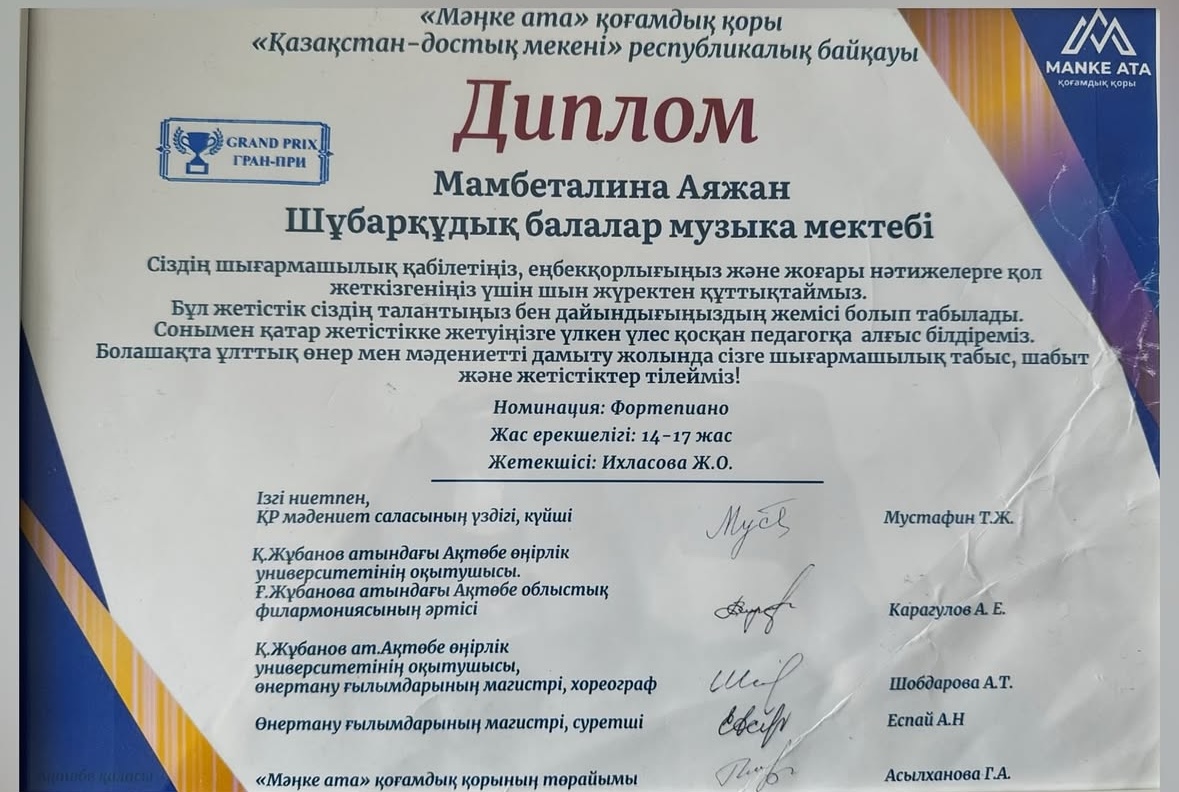 «Мәңке ата» қоғамдық қоры
«Қазақстан-достық мекені» республикалық байқауы
MANKE ATA
қоғамдық қоры
Диплом
GRAND PRIX
ГРАН-ПРИ
Мамбеталина Аяжан
Шұбарқұдық балалар музыка мектебі
Сіздің шығармашылық қабілетіңіз, еңбекқорлығыңыз және жоғары нәтижелерге қол
жеткізгеніңіз үшін шын жүректен құттықтаймыз.
Бұл жетістік сіздің талантыңыз бен дайындығыңыздың жемісі болып табылады.
Сонымен қатар жетістікке жетуіңізге үлкен үлес қосқан педагогқа алғыс білдіреміз.
Болашақта ұлттық өнер мен мәдениетті дамыту жолында сізге шығармашылық табыс, шабыт
және жетістіктер тілейміз!
Номинация: Фортепиано
Жас ерекшелігі: 14-17 жас
Жетекшісі: Ихласова Ж.О.
Ізгі ниетпен,
ҚР мәдениет саласының үздігі, күйші
Мустафин Т.Ж.
Қ.Жұбанов атындағы Ақтөбе өңірлік
университетінің оқытушысы.
Ғ.Жұбанова атындағы Ақтөбе облыстық
филармониясының әртісі
Карагулов А. Е.
Қ.Жұбанов ат.Ақтөбе өңірлік
университетінің оқытушысы,
өнертану ғылымдарының магистрі, хореограф
Шобдарова А.Т.
Өнертану ғылымдарының магистрі, суретші
Еспай А.Н
«Мәңке ата» қоғамдық қорының төрайымы
Асылханова Г.А.
Ақтөбе қаласы